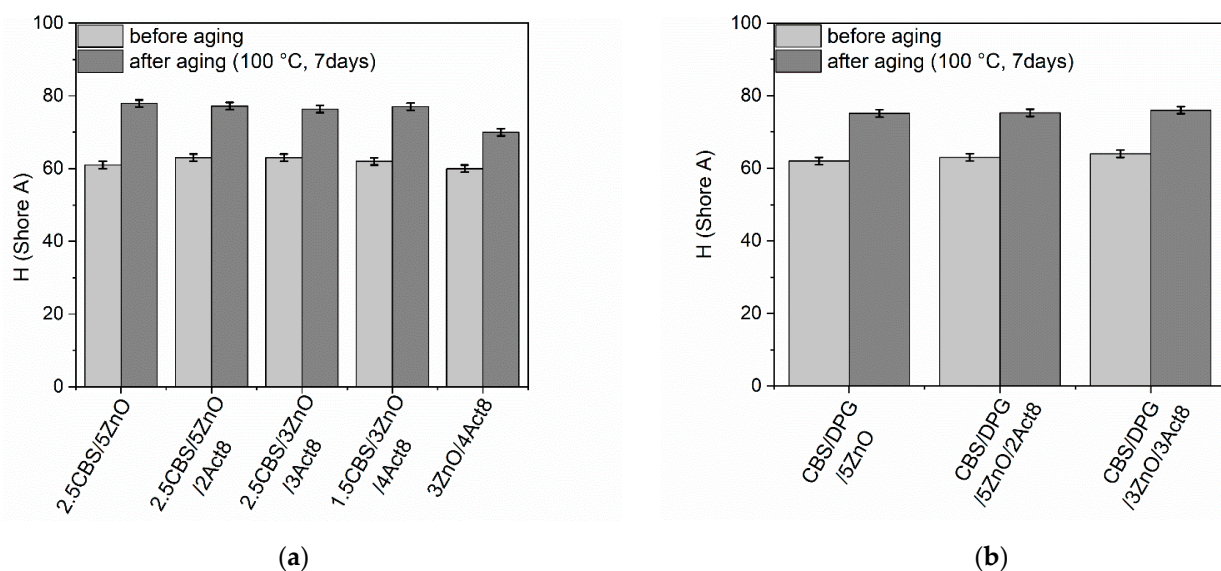 100
80
60
40
20
0
H (Shore A)
before aging
after aging (100 °C, 7days)
2.5CBS/5ZnO
2.5CBS/5ZnO
/2Act8
2.5CBS/3ZnO
/3Act8
1.5CBS/3ZnO
/4Act8
3ZnO/4Act8
(a)
100
80
60
40
20
0
H (Shore A)
before aging
after aging (100 °C, 7days)
CBS/DPG
/5ZnO
CBS/DPG
/5ZnO/2Act8
CBS/DPG
/3ZnO/3Act8
(b)